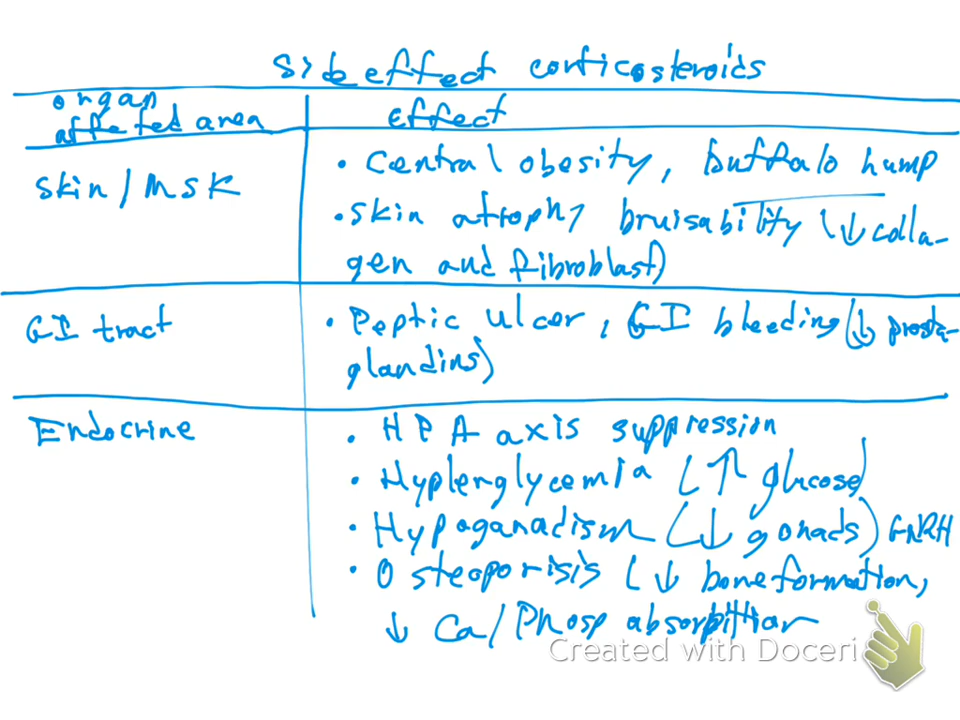 Side effect corticosteroids
organ
affected area
effect
Skin/MSK
• Central obesity, buffalo hump
• skin atrophy bruisability (↓ colla-
gen and fibroblast)
GI tract
• Peptic ulcer, GI bleeding (↓ prosta-
glandins)
Endocrine
• HPA axis suppression
• Hyplerglycemia (↑ glucose)
• Hypoganadism (↓ gonads) GNRH
• Osteoporisis (↓ bone formation,
↓ Ca/Phosp absorbittiar
Created with Doceri